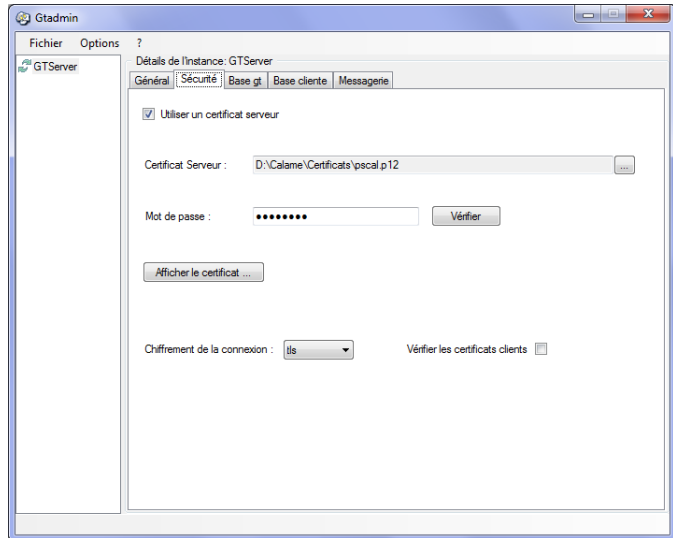 Gtadmin
Fichier Options ?
GTServer
Détails de l'instance: GTServer
Général Sécurité Base gt Base cliente Messagerie
Utiliser un certificat serveur
Certificat Serveur : D:\Calame\Certificats\pscal.p12 ...
Mot de passe : ●●●●●●●● Vérifier
Afficher le certificat ...
Chiffrement de la connexion : tls Vérifier les certificats clients